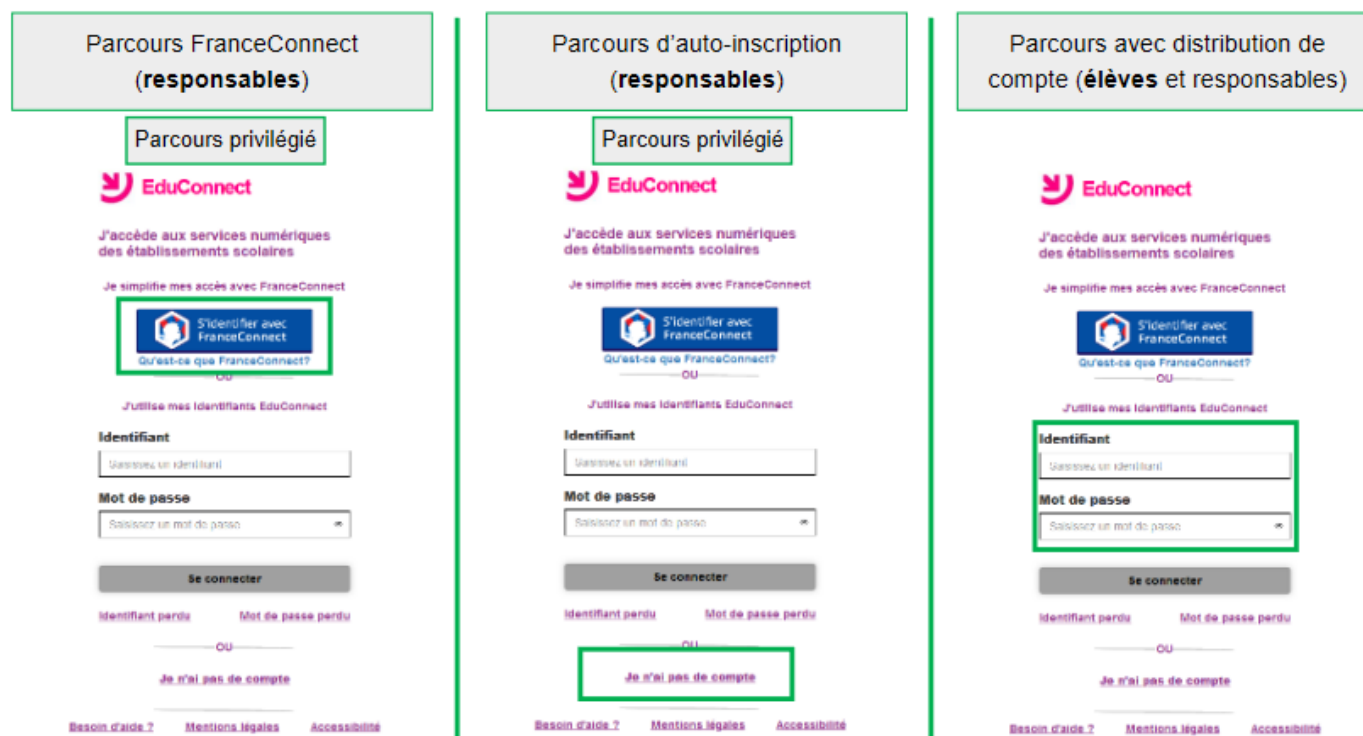 Parcours FranceConnect
(responsables)
Parcours privilégié
EduConnect
J'accède aux services numériques
des établissements scolaires
Je simplifie mes accès avec FranceConnect
S'identifier avec
FranceConnect
Qu'est-ce que FranceConnect?
OU
J'utilise mes identifiants EduConnect
Identifiant
Saisissez un identifiant
Mot de passe
Saisissez un mot de passe
Se connecter
Identifiant perdu Mot de passe perdu
OU
Je n'ai pas de compte
Besoin d'aide ? Mentions légales Accessibilité
Parcours d'auto-inscription
(responsables)
Parcours privilégié
EduConnect
J'accède aux services numériques
des établissements scolaires
Je simplifie mes accès avec FranceConnect
S'identifier avec
FranceConnect
Qu'est-ce que FranceConnect?
OU
J'utilise mes identifiants EduConnect
Identifiant
Saisissez un identifiant
Mot de passe
Saisissez un mot de passe
Se connecter
Identifiant perdu Mot de passe perdu
OU
Je n'ai pas de compte
Besoin d'aide ? Mentions légales Accessibilité
Parcours avec distribution de
compte (élèves et responsables)
EduConnect
J'accède aux services numériques
des établissements scolaires
Je simplifie mes accès avec FranceConnect
S'identifier avec
FranceConnect
Qu'est-ce que FranceConnect?
OU
J'utilise mes identifiants EduConnect
Identifiant
Saisissez un identifiant
Mot de passe
Saisissez un mot de passe
Se connecter
Identifiant perdu Mot de passe perdu
OU
Je n'ai pas de compte
Besoin d'aide ? Mentions légales Accessibilité